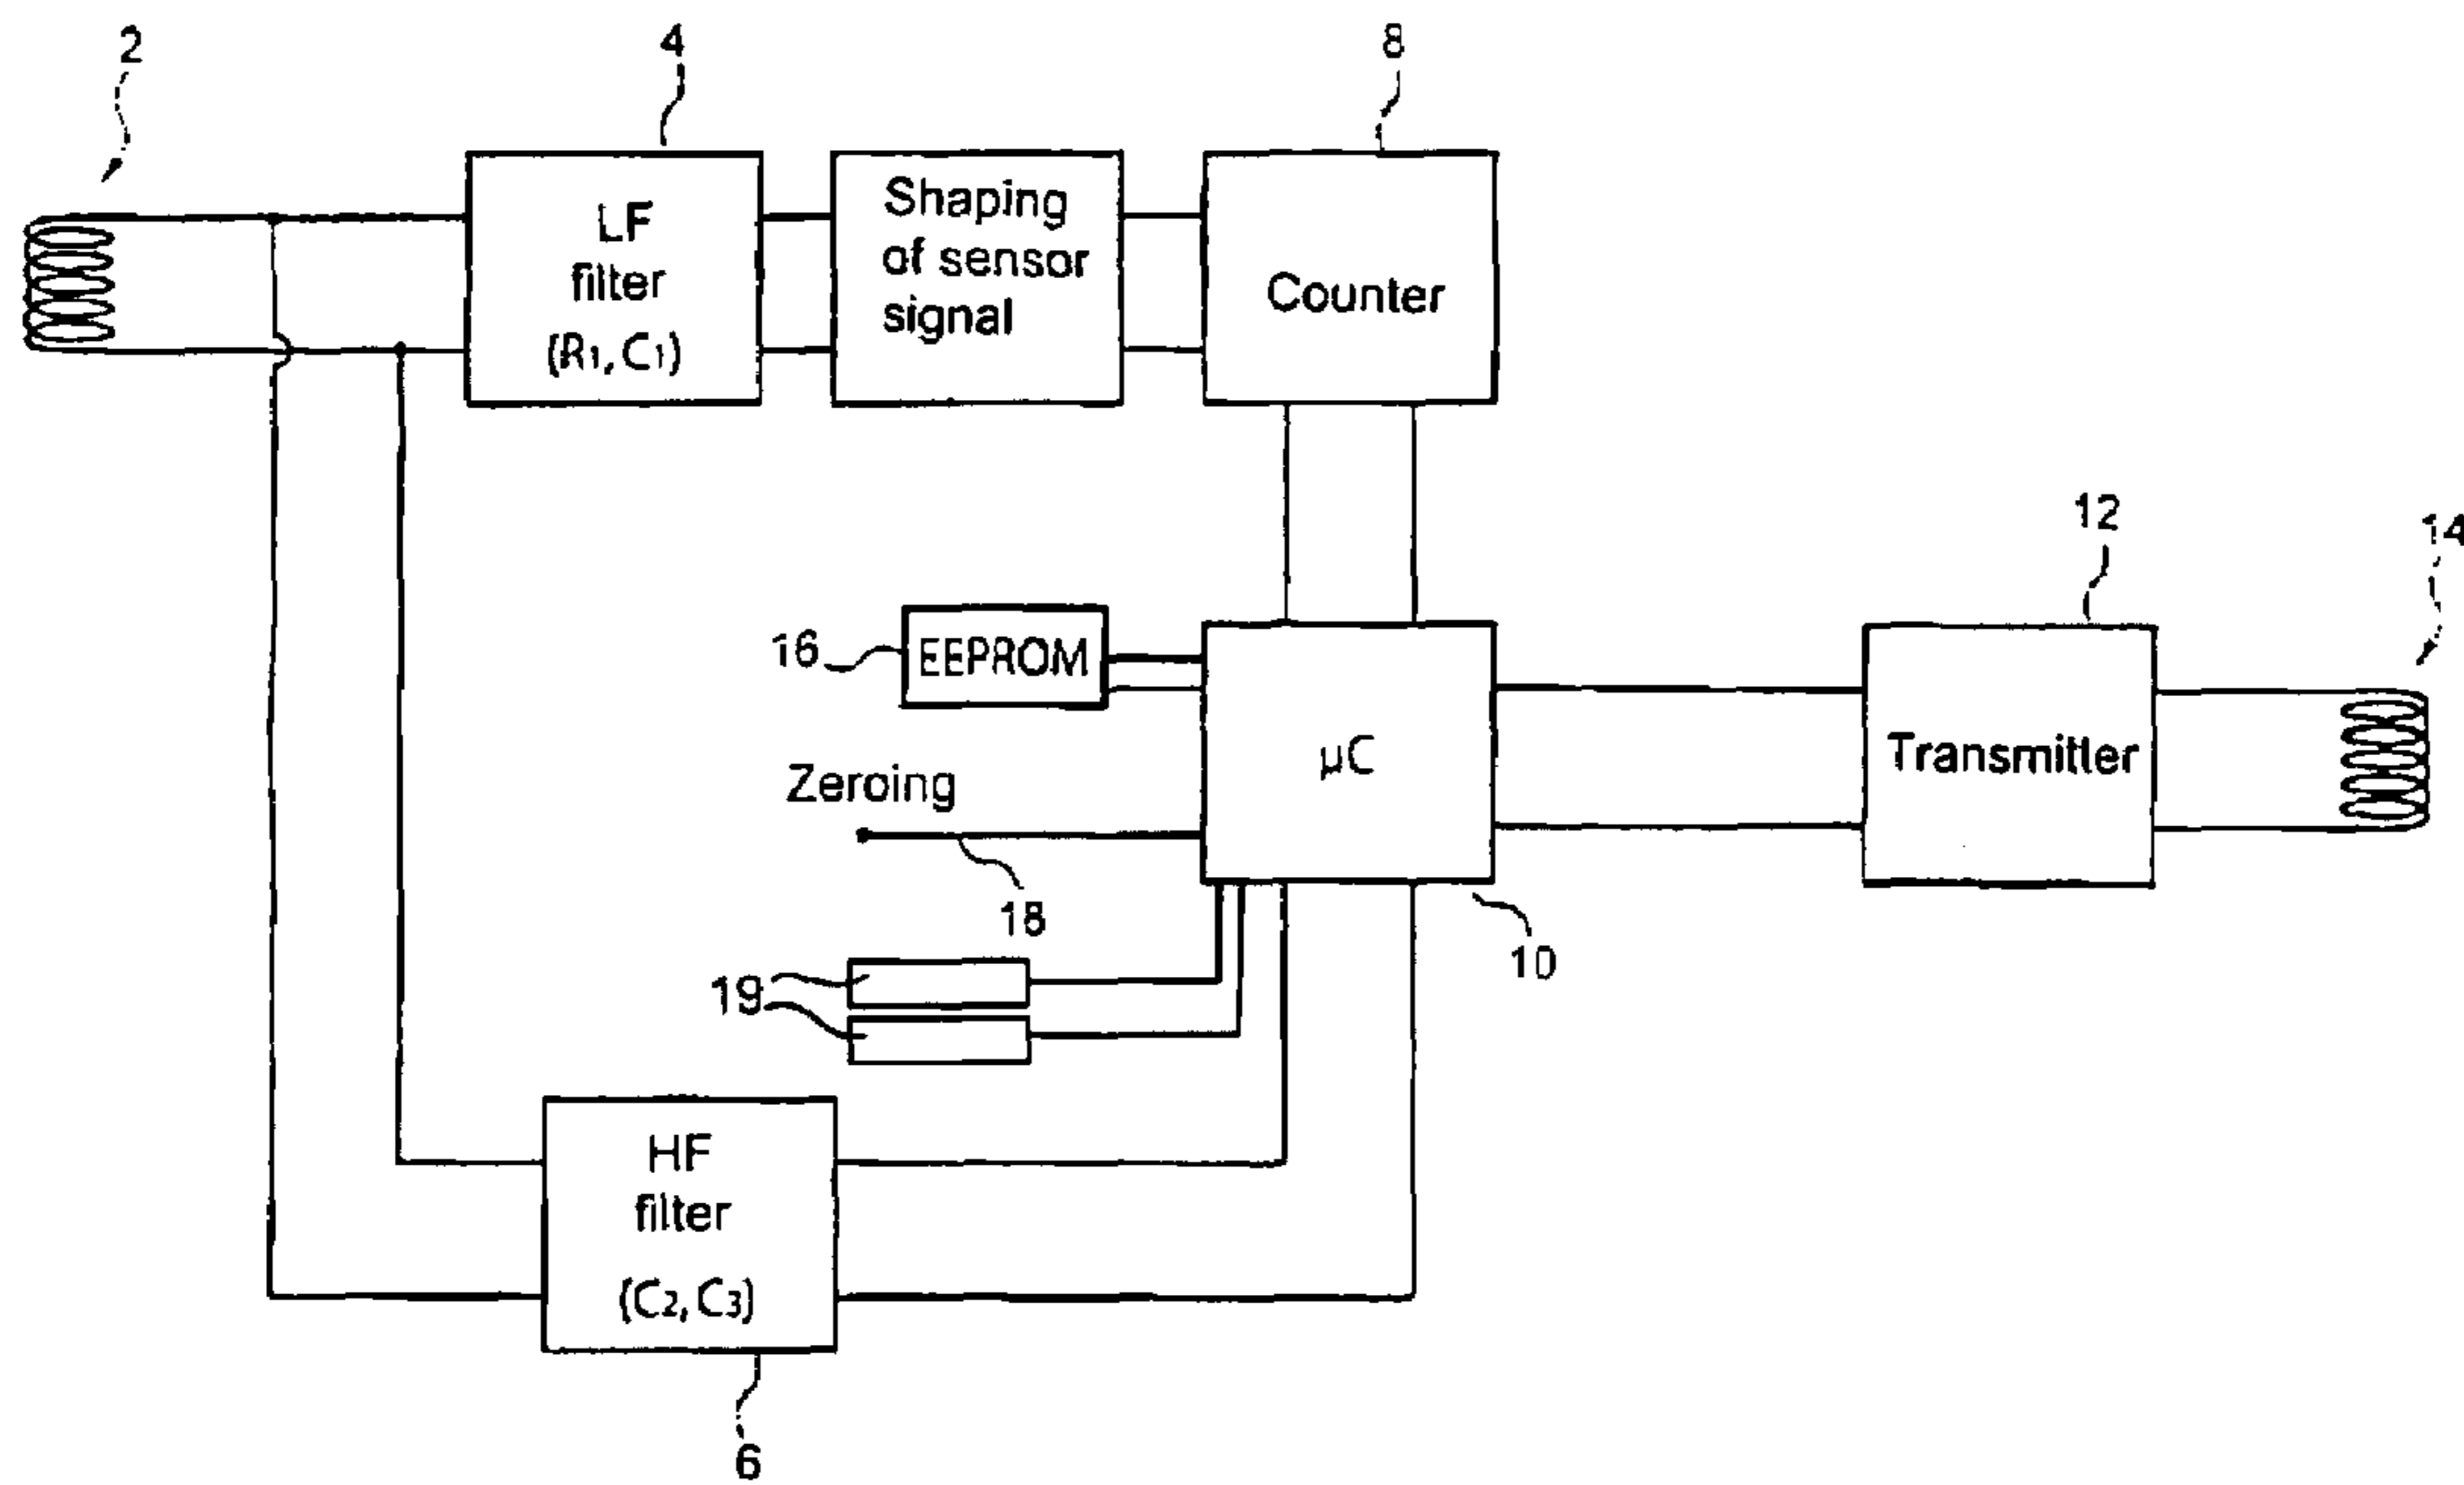 2
4
8
LF
filter
(R1, C1)
Shaping
of sensor
signal
Counter
12
14
16
EEPROM
µC
Transmitter
Zeroing
18
10
19
HF
filter
(C2, C3)
6